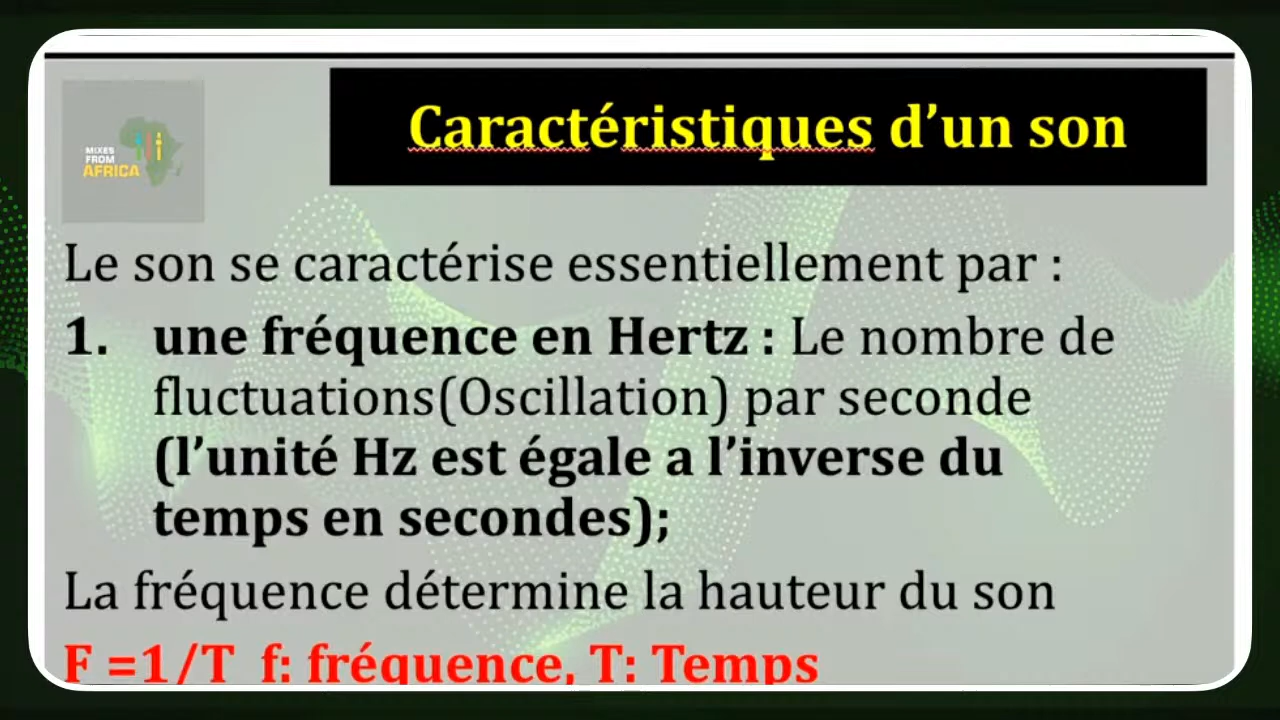 Caractéristiques d’un son
MIXES
FROM
AFRICA
Le son se caractérise essentiellement par :
1. une fréquence en Hertz : Le nombre de
fluctuations(Oscillation) par seconde
(l’unité Hz est égale a l’inverse du
temps en secondes);
La fréquence détermine la hauteur du son
F =1/T f: fréquence, T: Temps